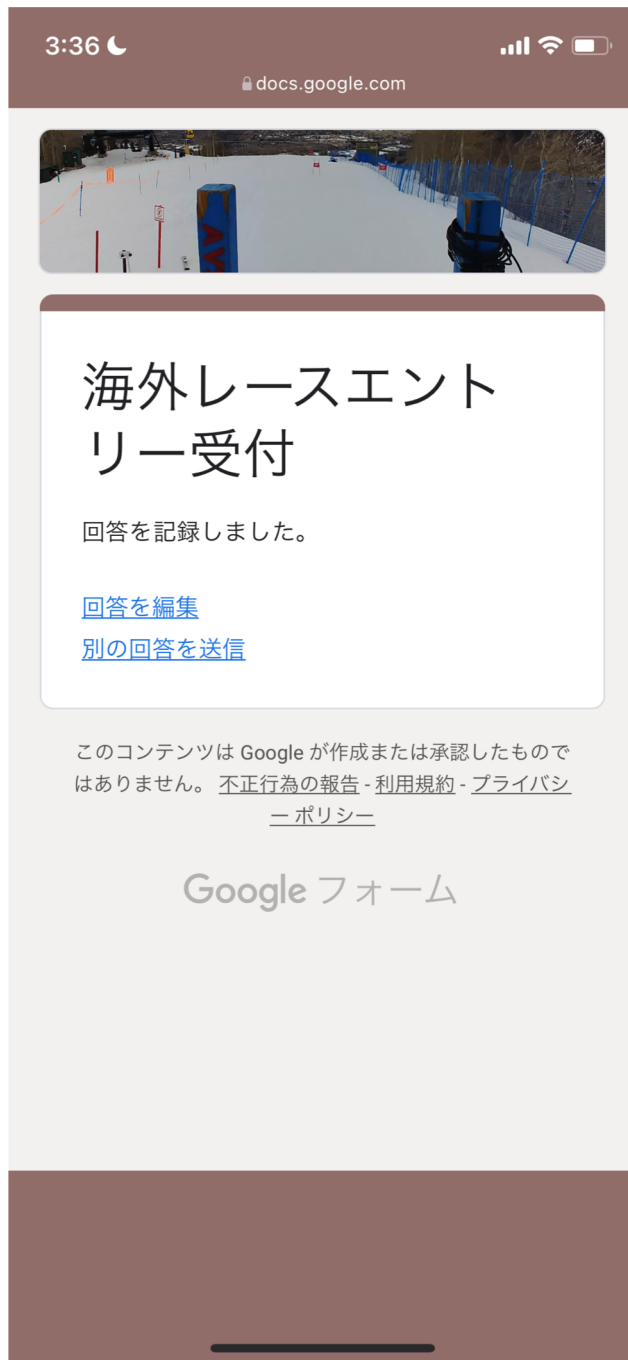 3:36
docs.google.com
海外レースエント
リー受付
回答を記録しました。
回答を編集
別の回答を送信
このコンテンツは Google が作成または承認したもので
はありません。 不正行為の報告 - 利用規約 - プライバシ
ー ポリシー
Google フォーム